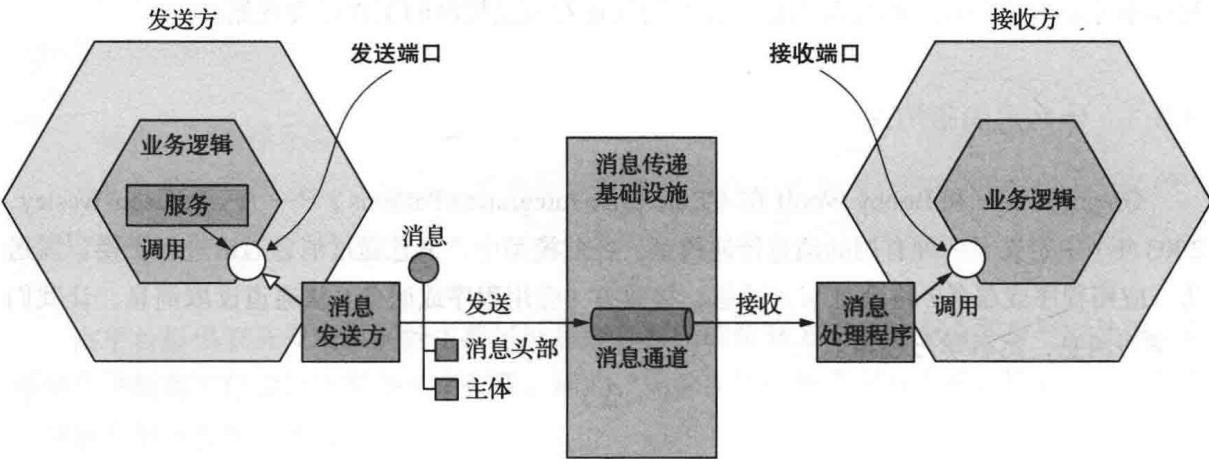 发送方
接收方
发送端口
接收端口
业务逻辑
服务
调用
消息
消息
发送方
发送
消息头部
主体
消息传递
基础设施
消息通道
接收
消息
处理程序
业务逻辑
调用